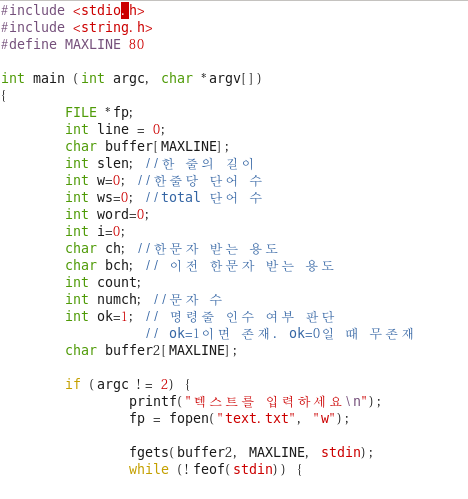 #include <stdio.h>
#include <string.h>
#define MAXLINE 80
int main (int argc, char *argv[])
{
FILE *fp;
int line = 0;
char buffer[MAXLINE];
int slen; //한 줄의 길이
int w=0; //한줄당 단어 수
int ws=0; //total 단어 수
int word=0;
int i=0;
char ch; //한문자 받는 용도
char bch; // 이전 한문자 받는 용도
int count;
int numch; //문자 수
int ok=1; // 명령줄 인수 여부 판단
// ok=1이면 존재. ok=0일 때 무존재
char buffer2[MAXLINE];
if (argc != 2) {
printf("텍스트를 입력하세요\n");
fp = fopen("text.txt", "w");
fgets(buffer2, MAXLINE, stdin);
while (!feof(stdin)) {